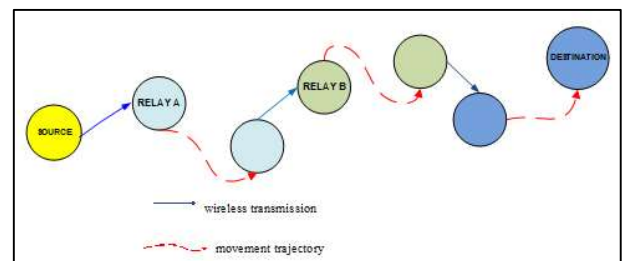 SOURCE
RELAY A
RELAY B
DESTINATION
wireless transmission
movement trajectory